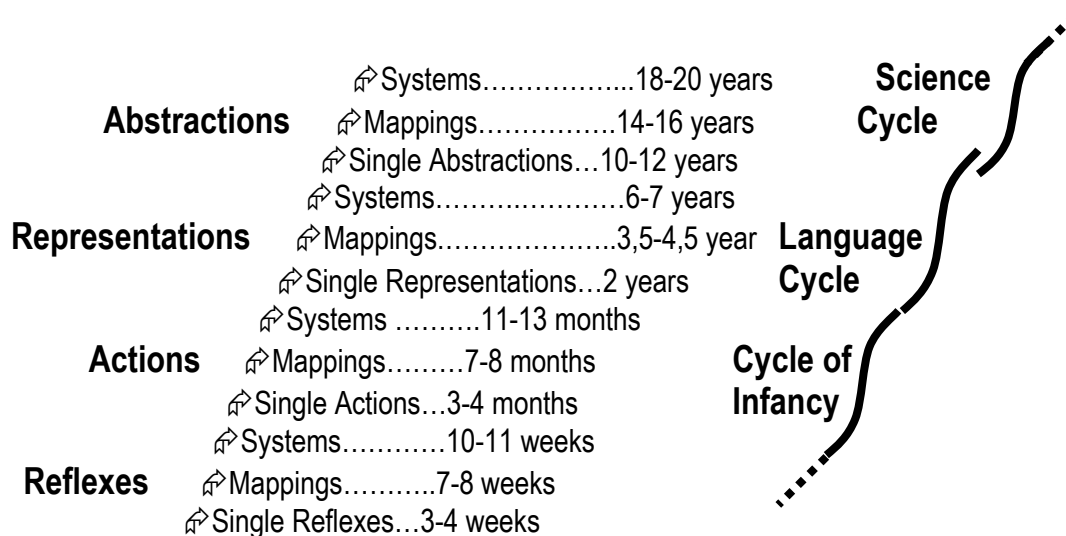 Systems……………...18-20 years
Science
Abstractions
Mappings…………….14-16 years
Cycle
Single Abstractions…10-12 years
Systems…………………6-7 years
Representations
Mappings………………..3,5-4,5 year
Language
Single Representations…2 years
Cycle
Systems ……….11-13 months
Actions
Mappings………7-8 months
Cycle of
Single Actions…3-4 months
Infancy
Systems…………10-11 weeks
Reflexes
Mappings………..7-8 weeks
Single Reflexes…3-4 weeks